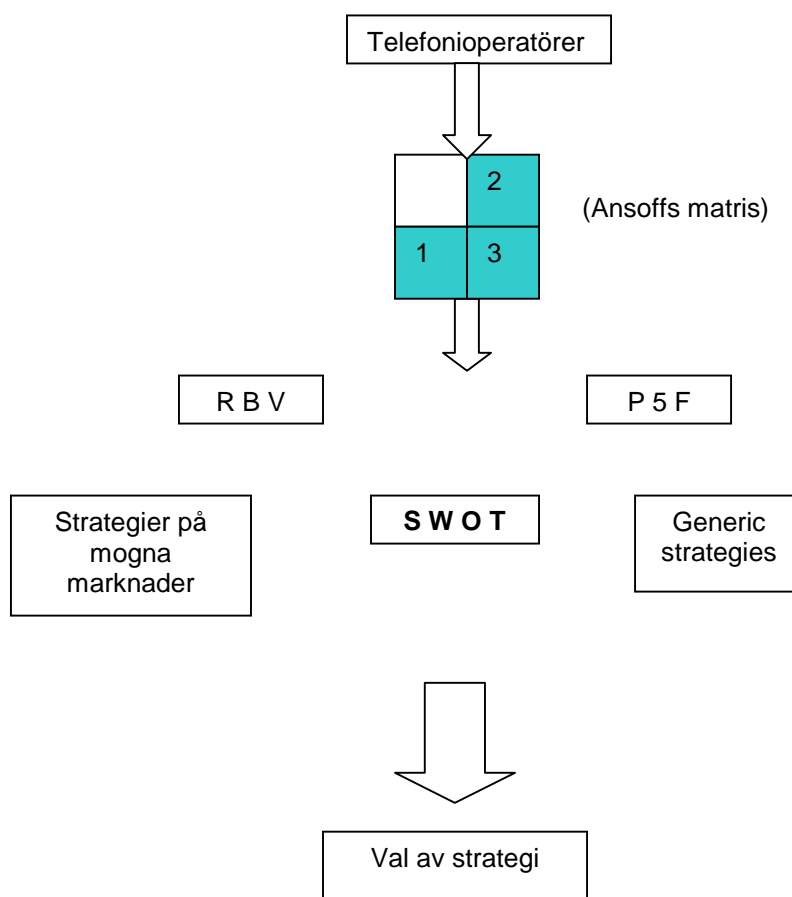 Telefonioperatörer
2
(Ansoffs matris)
1 3
R B V
P 5 F
Strategier på
mogna
marknader
S W O T
Generic
strategies
Val av strategi